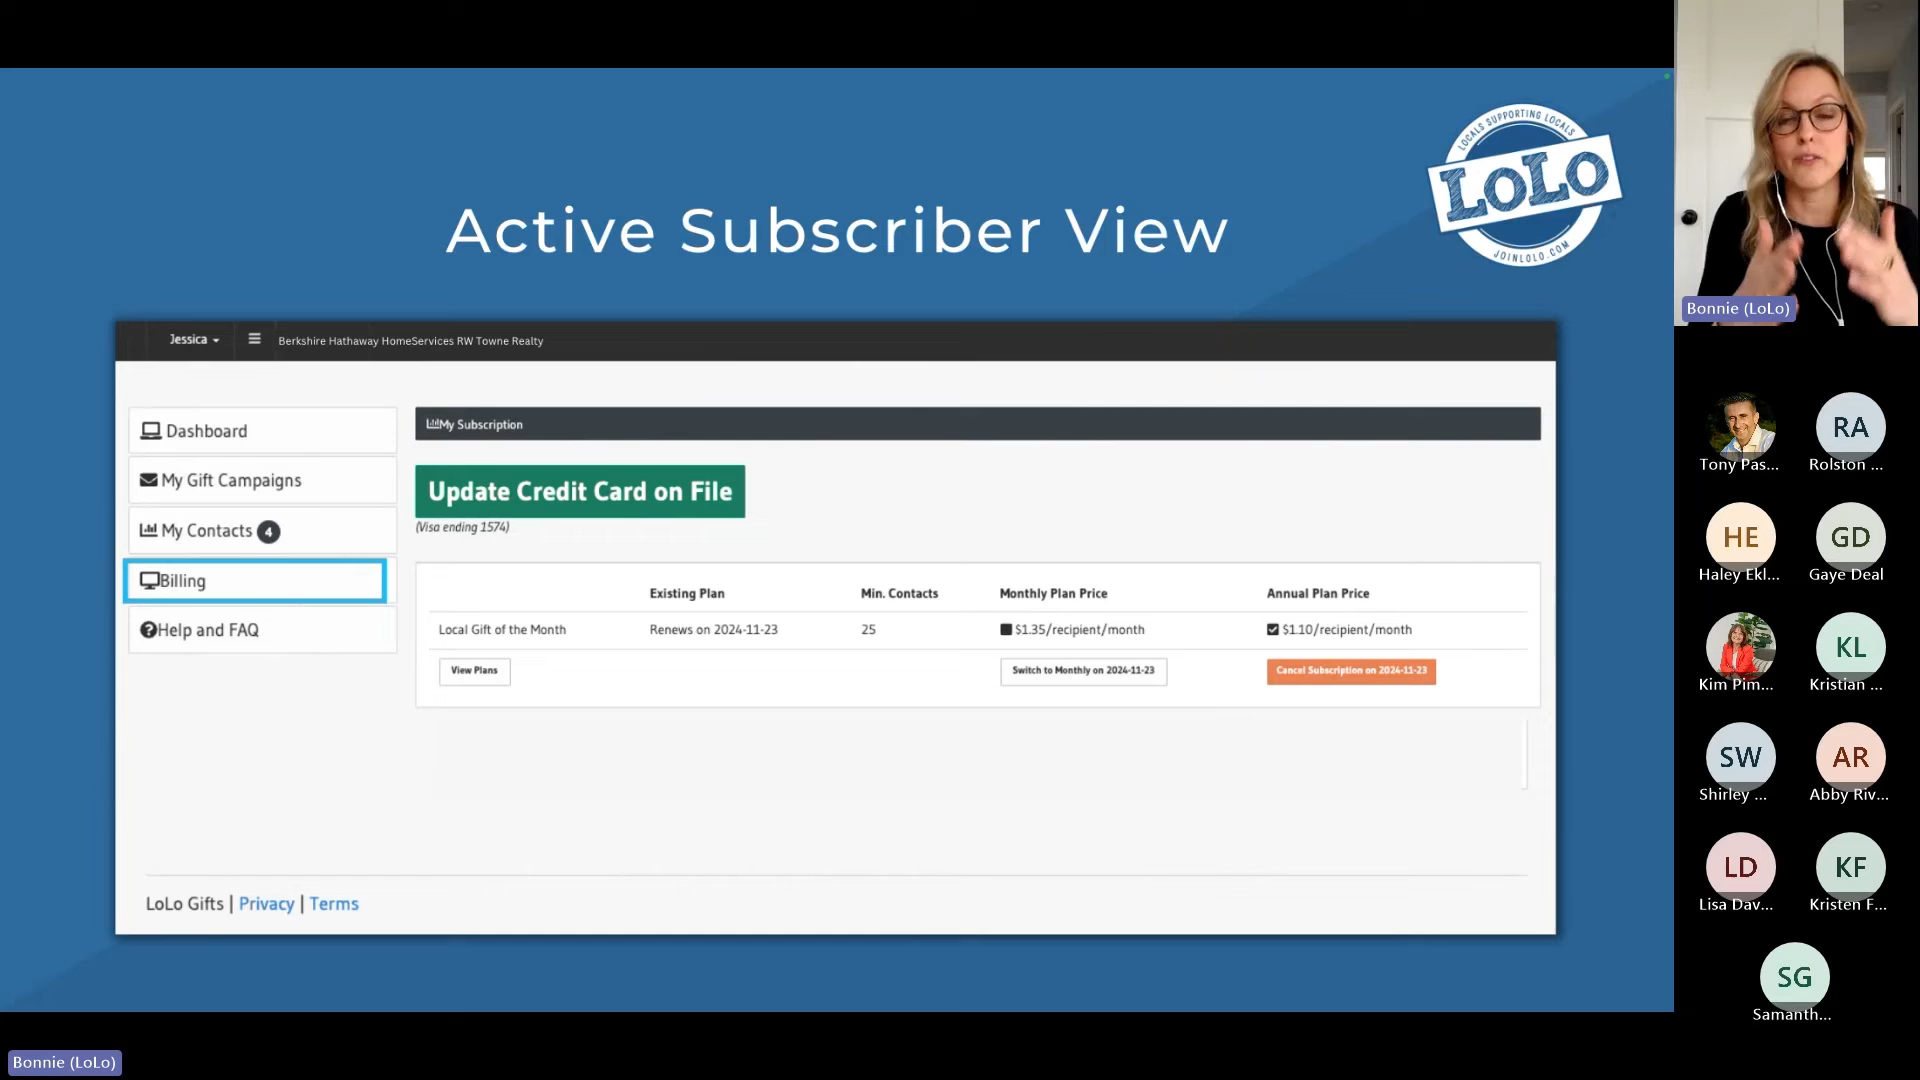 Active Subscriber View
LOCALS SUPPORTING LOCALS
LOLO
JOINLOLO.COM
Jessica
Berkshire Hathaway HomeServices RW Towne Realty
Dashboard
My Gift Campaigns
My Contacts 4
Billing
Help and FAQ
My Subscription
Update Credit Card on File
(Visa ending 1574)
Existing Plan Min. Contacts Monthly Plan Price Annual Plan Price
Local Gift of the Month Renews on 2024-11-23 25 $1.35/recipient/month $1.10/recipient/month
View Plans Switch to Monthly on 2024-11-23 Cancel Subscription on 2024-11-23
LoLo Gifts | Privacy | Terms
Bonnie (LoLo)
Tony Pas...
RA
Rolston ...
HE
Haley Ekl...
GD
Gaye Deal
Kim Pim...
KL
Kristian ...
SW
Shirley ...
AR
Abby Riv...
LD
Lisa Dav...
KF
Kristen F...
SG
Samanth...
Bonnie (LoLo)